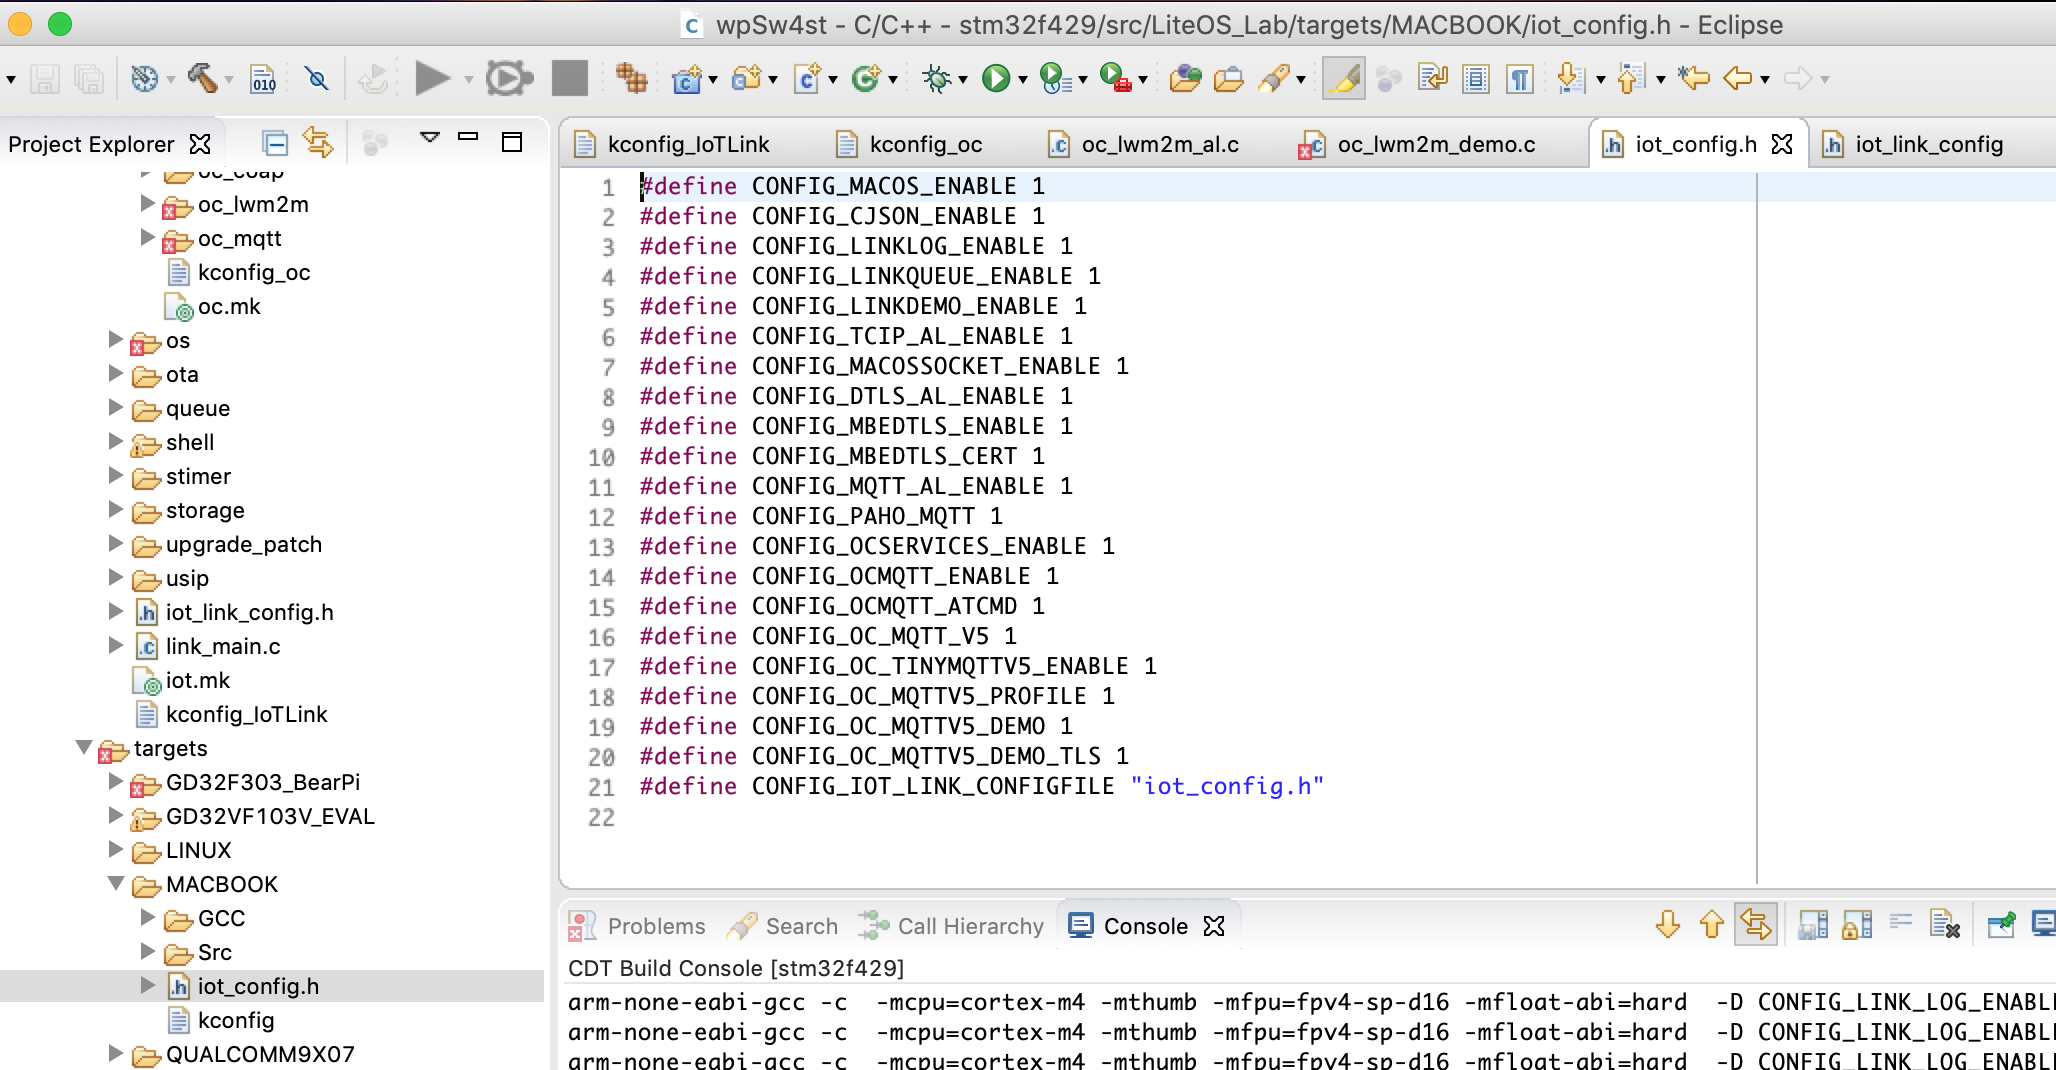 wpSw4st - C/C++ - stm32f429/src/LiteOS_Lab/targets/MACBOOK/iot_config.h - Eclipse
010
Project Explorer
oc_coap
oc_lwm2m
oc_mqtt
kconfig_oc
oc.mk
os
ota
queue
shell
stimer
storage
upgrade_patch
usip
iot_link_config.h
link_main.c
iot.mk
kconfig_IoTLink
targets
GD32F303_BearPi
GD32VF103V_EVAL
LINUX
MACBOOK
GCC
Src
iot_config.h
kconfig
QUALCOMM9X07
kconfig_IoTLink kconfig_oc oc_lwm2m_al.c oc_lwm2m_demo.c iot_config.h iot_link_config
1 #define CONFIG_MACOS_ENABLE 1
2 #define CONFIG_CJSON_ENABLE 1
3 #define CONFIG_LINKLOG_ENABLE 1
4 #define CONFIG_LINKQUEUE_ENABLE 1
5 #define CONFIG_LINKDEMO_ENABLE 1
6 #define CONFIG_TCIP_AL_ENABLE 1
7 #define CONFIG_MACOSSOCKET_ENABLE 1
8 #define CONFIG_DTLS_AL_ENABLE 1
9 #define CONFIG_MBEDTLS_ENABLE 1
10 #define CONFIG_MBEDTLS_CERT 1
11 #define CONFIG_MQTT_AL_ENABLE 1
12 #define CONFIG_PAHO_MQTT 1
13 #define CONFIG_OCSERVICES_ENABLE 1
14 #define CONFIG_OCMQTT_ENABLE 1
15 #define CONFIG_OCMQTT_ATCMD 1
16 #define CONFIG_OC_MQTT_V5 1
17 #define CONFIG_OC_TINYMQTTV5_ENABLE 1
18 #define CONFIG_OC_MQTTV5_PROFILE 1
19 #define CONFIG_OC_MQTTV5_DEMO 1
20 #define CONFIG_OC_MQTTV5_DEMO_TLS 1
21 #define CONFIG_IOT_LINK_CONFIGFILE "iot_config.h"
22
Problems Search Call Hierarchy Console
CDT Build Console [stm32f429]
arm-none-eabi-gcc -c -mcpu=cortex-m4 -mthumb -mfpu=fpv4-sp-d16 -mfloat-abi=hard -D CONFIG_LINK_LOG_ENABL
arm-none-eabi-gcc -c -mcpu=cortex-m4 -mthumb -mfpu=fpv4-sp-d16 -mfloat-abi=hard -D CONFIG_LINK_LOG_ENABL
arm-none-eabi-gcc -c -mcpu=cortex-m4 -mthumb -mfpu=fpv4-sp-d16 -mfloat-abi=hard -D CONFIG_LINK_LOG_ENABL